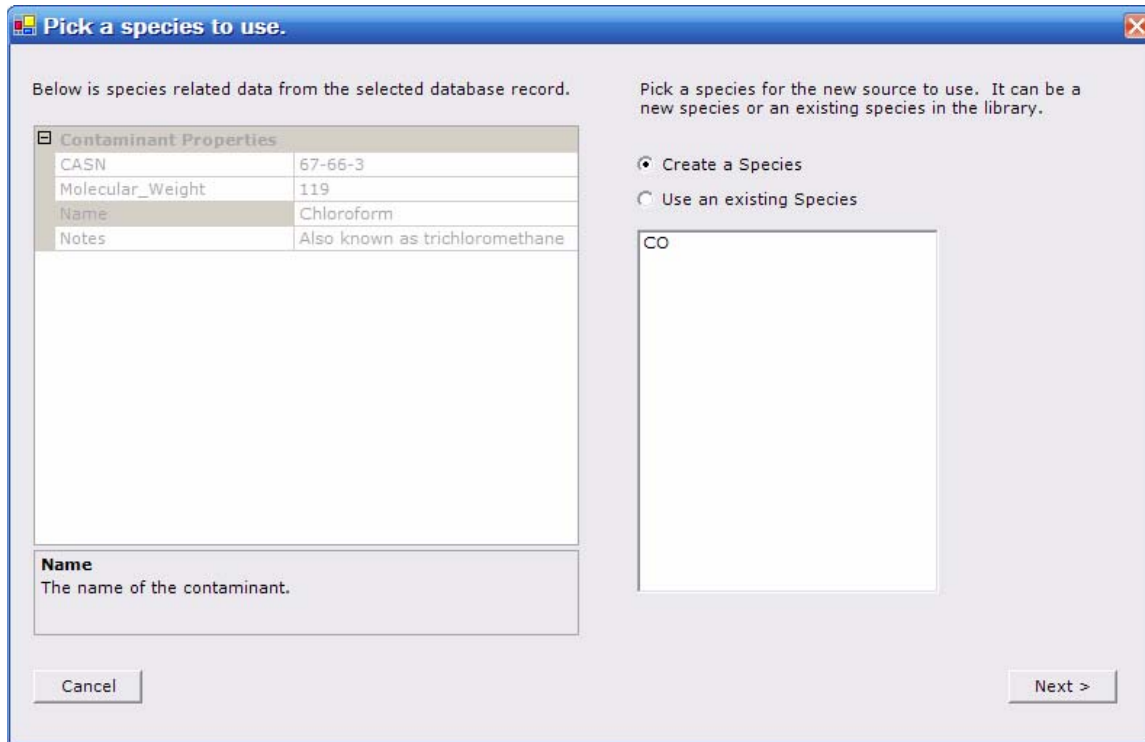 Pick a species to use.
Below is species related data from the selected database record.
Contaminant Properties
CASN 67-66-3
Molecular_Weight 119
Name Chloroform
Notes Also known as trichloromethane
Name
The name of the contaminant.
Pick a species for the new source to use.  It can be a
new species or an existing species in the library.
Create a Species
Use an existing Species
CO
Cancel
Next >